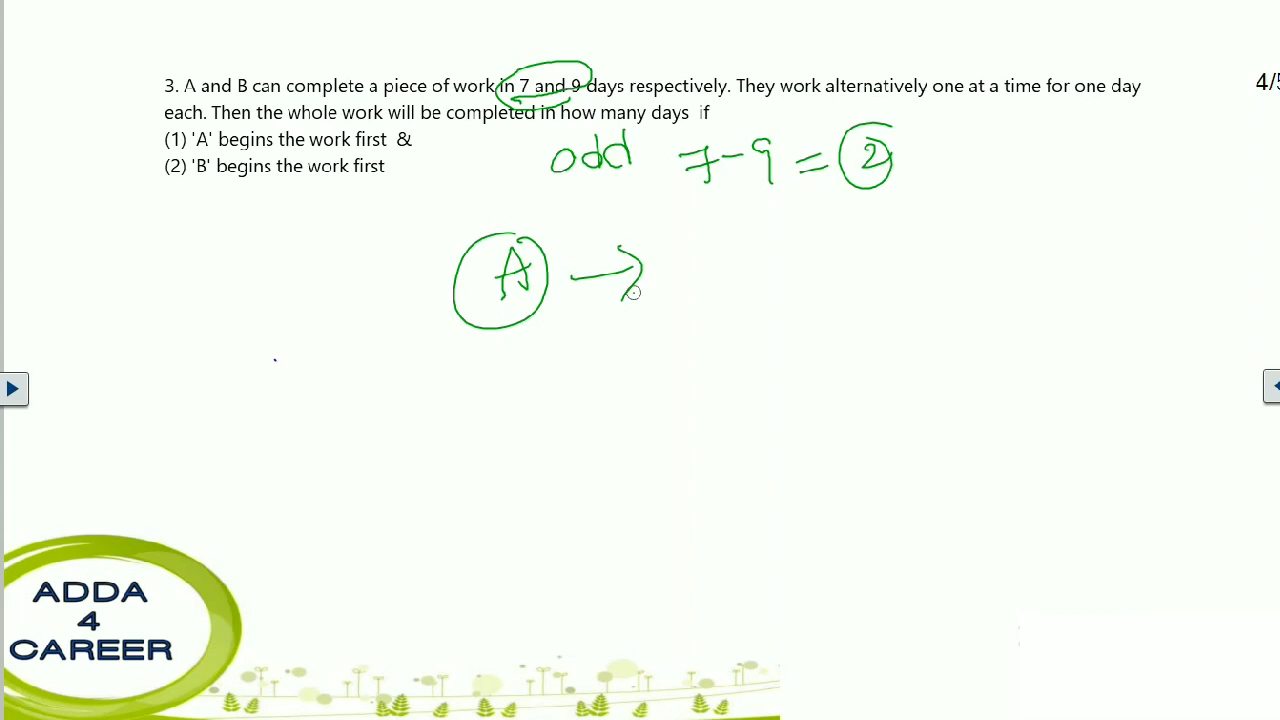 3. A and B can complete a piece of work in 7 and 9 days respectively. They work alternatively one at a time for one day
each. Then the whole work will be completed in how many days  if
(1) 'A' begins the work first  &
(2) 'B' begins the work first
4/5
odd 7-9 = 2
A →
ADDA
4
CAREER